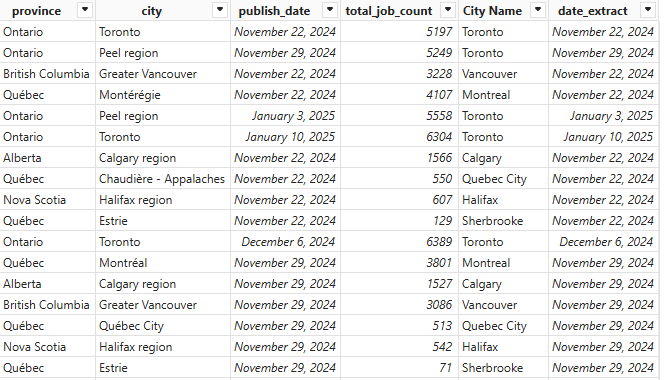 province city publish_date total_job_count City Name date_extract
Ontario Toronto November 22, 2024 5197 Toronto November 22, 2024
Ontario Peel region November 29, 2024 5249 Toronto November 29, 2024
British Columbia Greater Vancouver November 22, 2024 3228 Vancouver November 22, 2024
Québec Montérégie November 22, 2024 4107 Montreal November 22, 2024
Ontario Peel region January 3, 2025 5558 Toronto January 3, 2025
Ontario Toronto January 10, 2025 6304 Toronto January 10, 2025
Alberta Calgary region November 22, 2024 1566 Calgary November 22, 2024
Québec Chaudière - Appalaches November 22, 2024 550 Quebec City November 22, 2024
Nova Scotia Halifax region November 22, 2024 607 Halifax November 22, 2024
Québec Estrie November 22, 2024 129 Sherbrooke November 22, 2024
Ontario Toronto December 6, 2024 6389 Toronto December 6, 2024
Québec Montréal November 29, 2024 3801 Montreal November 29, 2024
Alberta Calgary region November 29, 2024 1527 Calgary November 29, 2024
British Columbia Greater Vancouver November 29, 2024 3086 Vancouver November 29, 2024
Québec Québec City November 29, 2024 513 Quebec City November 29, 2024
Nova Scotia Halifax region November 29, 2024 542 Halifax November 29, 2024
Québec Estrie November 29, 2024 71 Sherbrooke November 29, 2024